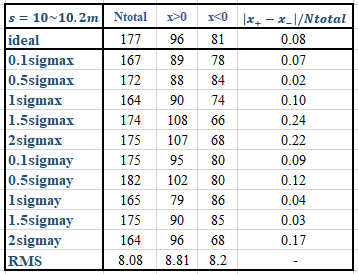 s = 10~10.2m Ntotal x>0 x<0 |x₊ − x₋|/Ntotal
ideal 177 96 81 0.08
0.1sigmax 167 89 78 0.07
0.5sigmax 172 88 84 0.02
1sigmax 164 90 74 0.10
1.5sigmax 174 108 66 0.24
2sigmax 175 107 68 0.22
0.1sigmay 175 95 80 0.09
0.5sigmay 182 102 80 0.12
1sigmay 165 79 86 0.04
1.5sigmay 175 90 85 0.03
2sigmay 164 96 68 0.17
RMS 8.08 8.81 8.2 -